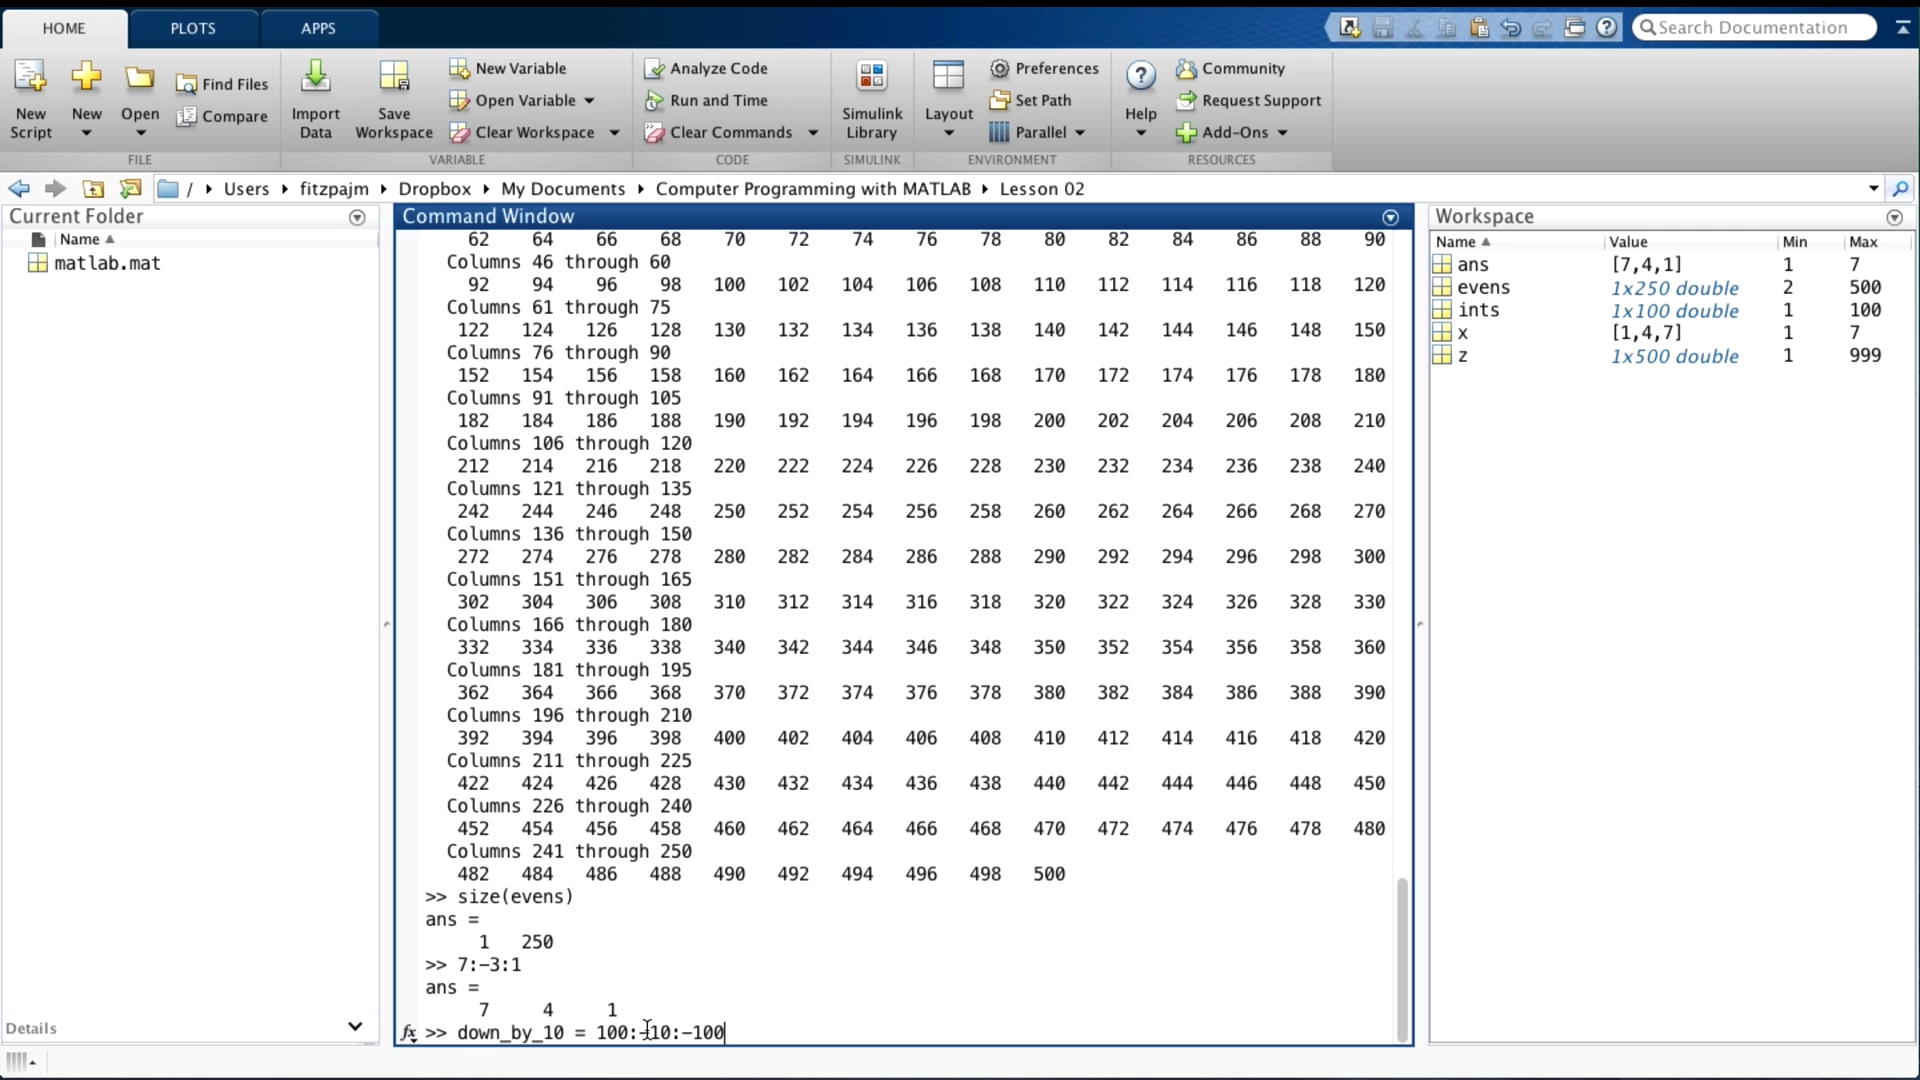 HOME PLOTS APPS Search Documentation
New Script New Open Find Files Compare
FILE
Import Data Save Workspace New Variable Open Variable Clear Workspace
VARIABLE
Analyze Code Run and Time Clear Commands
CODE
Simulink Library
SIMULINK
Layout Preferences Set Path Parallel
ENVIRONMENT
Help Community Request Support Add-Ons
RESOURCES
/ Users fitzpajm Dropbox My Documents Computer Programming with MATLAB Lesson 02
Current Folder
Name
matlab.mat
Details
Command Window
62 64 66 68 70 72 74 76 78 80 82 84 86 88 90
Columns 46 through 60
92 94 96 98 100 102 104 106 108 110 112 114 116 118 120
Columns 61 through 75
122 124 126 128 130 132 134 136 138 140 142 144 146 148 150
Columns 76 through 90
152 154 156 158 160 162 164 166 168 170 172 174 176 178 180
Columns 91 through 105
182 184 186 188 190 192 194 196 198 200 202 204 206 208 210
Columns 106 through 120
212 214 216 218 220 222 224 226 228 230 232 234 236 238 240
Columns 121 through 135
242 244 246 248 250 252 254 256 258 260 262 264 266 268 270
Columns 136 through 150
272 274 276 278 280 282 284 286 288 290 292 294 296 298 300
Columns 151 through 165
302 304 306 308 310 312 314 316 318 320 322 324 326 328 330
Columns 166 through 180
332 334 336 338 340 342 344 346 348 350 352 354 356 358 360
Columns 181 through 195
362 364 366 368 370 372 374 376 378 380 382 384 386 388 390
Columns 196 through 210
392 394 396 398 400 402 404 406 408 410 412 414 416 418 420
Columns 211 through 225
422 424 426 428 430 432 434 436 438 440 442 444 446 448 450
Columns 226 through 240
452 454 456 458 460 462 464 466 468 470 472 474 476 478 480
Columns 241 through 250
482 484 486 488 490 492 494 496 498 500
>> size(evens)
ans =
1 250
>> 7:-3:1
ans =
7 4 1
fx >> down_by_10 = 100:-10:-100
Workspace
Name Value Min Max
ans [7,4,1] 1 7
evens 1x250 double 2 500
ints 1x100 double 1 100
x [1,4,7] 1 7
z 1x500 double 1 999